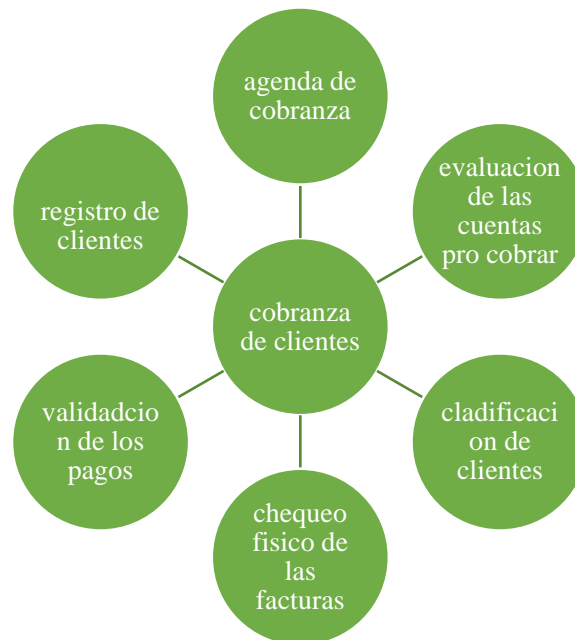 agenda de
cobranza
evaluacion
de las
cuentas
pro cobrar
cladificaci
on de
clientes
chequeo
fisico de
las
facturas
validadcio
n de los
pagos
registro de
clientes
cobranza
de clientes